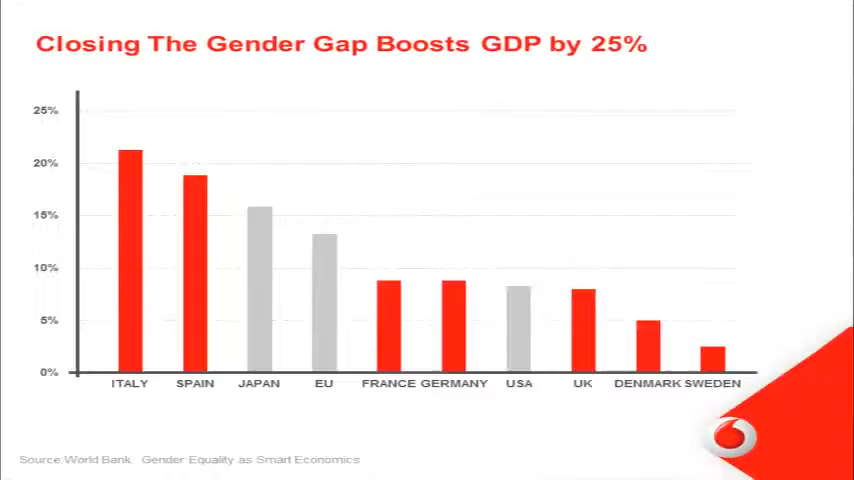 Closing The Gender Gap Boosts GDP by 25%
25%
20%
15%
10%
5%
0%
ITALY SPAIN JAPAN EU FRANCE GERMANY USA UK DENMARK SWEDEN
Source:World Bank. Gender Equality as Smart Economics